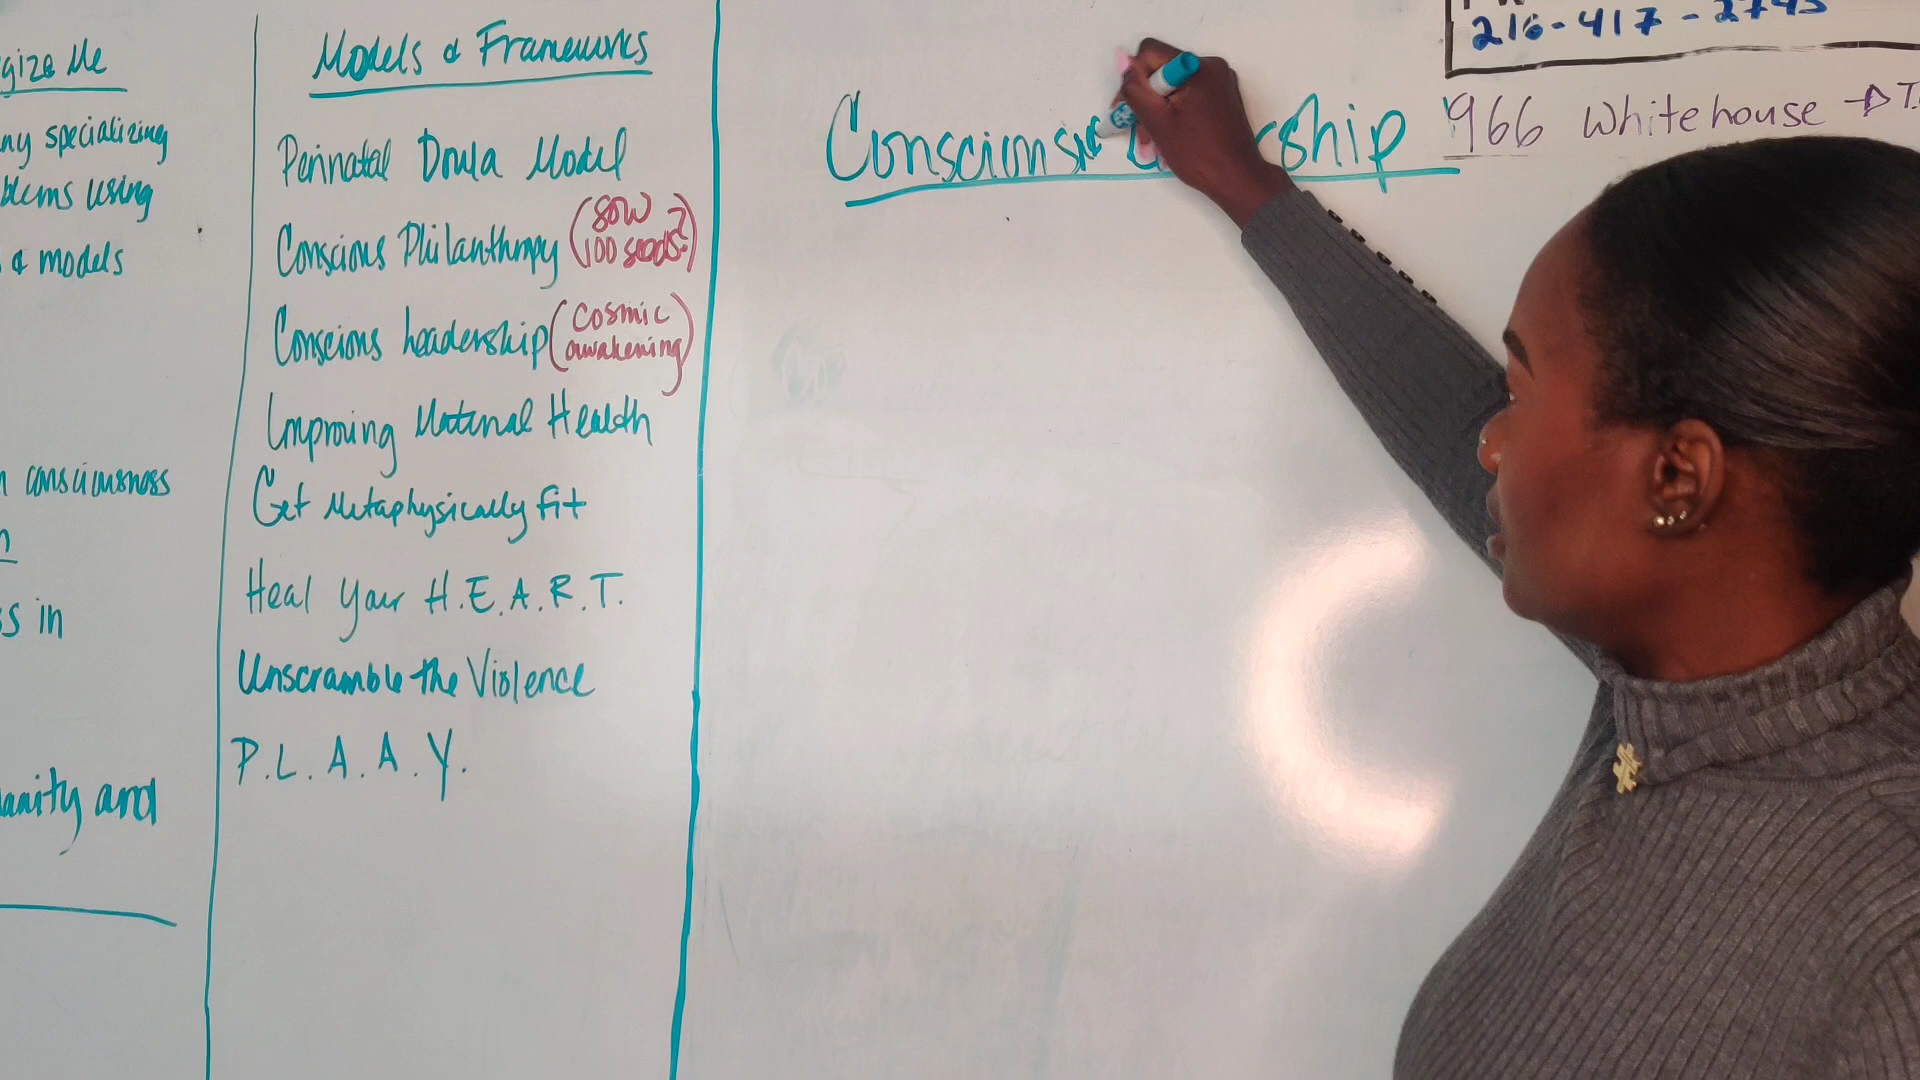 gize Me
ny specializing
blems using
& models
n consciousness
n
s in
anity and
Models & Frameworks
Perinatal Doula Model
Conscious Philanthropy (SOW
100 seeds?)
Conscious Leadership (Cosmic
awakening)
Improving Maternal Health
Get Metaphysically Fit
Heal Your H.E.A.R.T.
Unscramble the Violence
P.L.A.A.Y.
rship
216-417-2745
966 Whitehouse →